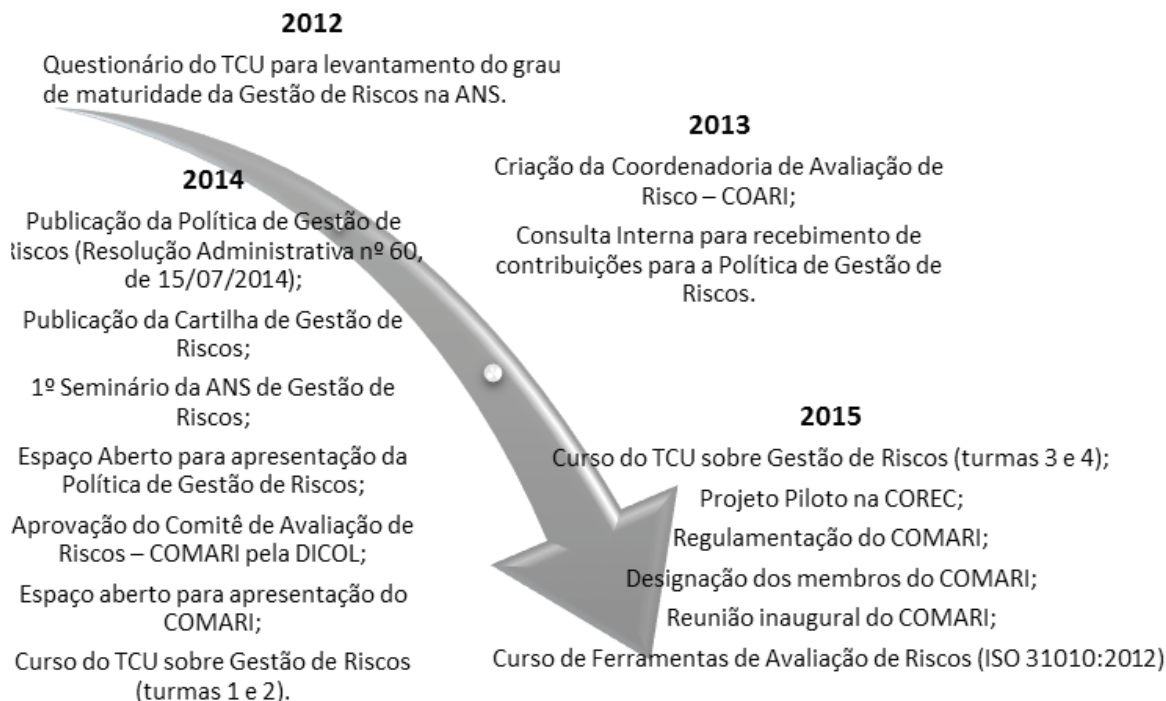 2012
Questionário do TCU para levantamento do grau
de maturidade da Gestão de Riscos na ANS.
2013
Criação da Coordenadoria de Avaliação de
Risco – COARI;
Consulta Interna para recebimento de
contribuições para a Política de Gestão de
Riscos.
2014
Publicação da Política de Gestão de
Riscos (Resolução Administrativa nº 60,
de 15/07/2014);
Publicação da Cartilha de Gestão de
Riscos;
1º Seminário da ANS de Gestão de
Riscos;
Espaço Aberto para apresentação da
Política de Gestão de Riscos;
Aprovação do Comitê de Avaliação de
Riscos – COMARI pela DICOL;
Espaço aberto para apresentação do
COMARI;
Curso do TCU sobre Gestão de Riscos
(turmas 1 e 2).
2015
Curso do TCU sobre Gestão de Riscos (turmas 3 e 4);
Projeto Piloto na COREC;
Regulamentação do COMARI;
Designação dos membros do COMARI;
Reunião inaugural do COMARI;
Curso de Ferramentas de Avaliação de Riscos (ISO 31010:2012)